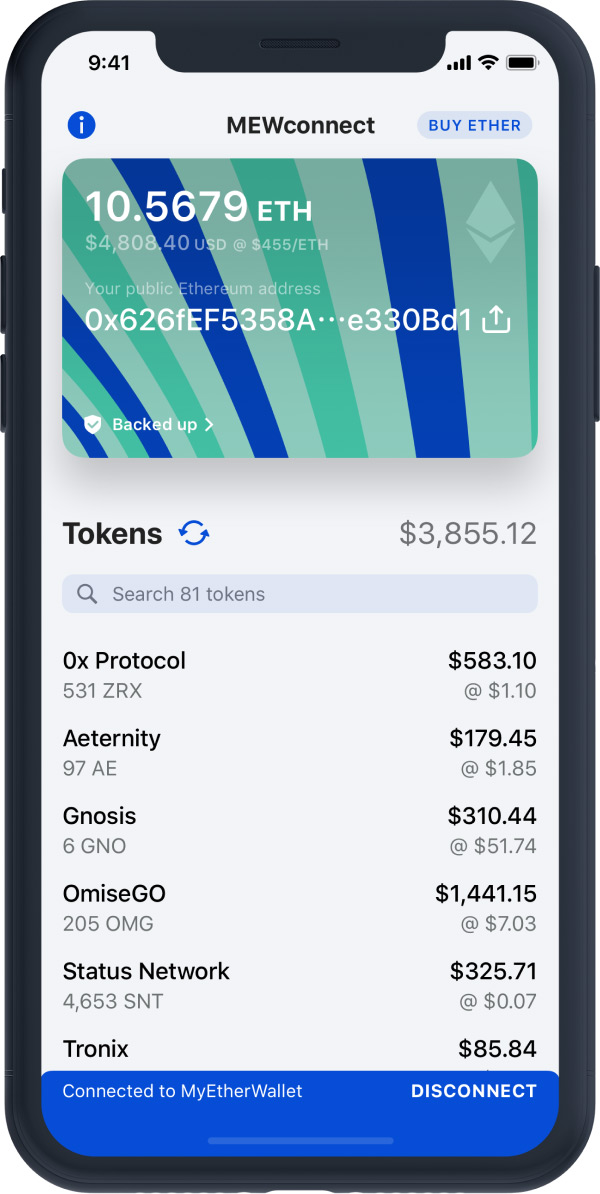 9:41
MEWconnect
BUY ETHER
10.5679 ETH
$4,808.40 USD @ $455/ETH
Your public Ethereum address
0x626fEF5358A···e330Bd1
Backed up
Tokens
$3,855.12
Search 81 tokens
0x Protocol
$583.10
531 ZRX
@ $1.10
Aeternity
$179.45
97 AE
@ $1.85
Gnosis
$310.44
6 GNO
@ $51.74
OmiseGO
$1,441.15
205 OMG
@ $7.03
Status Network
$325.71
4,653 SNT
@ $0.07
Tronix
$85.84
Connected to MyEtherWallet
DISCONNECT